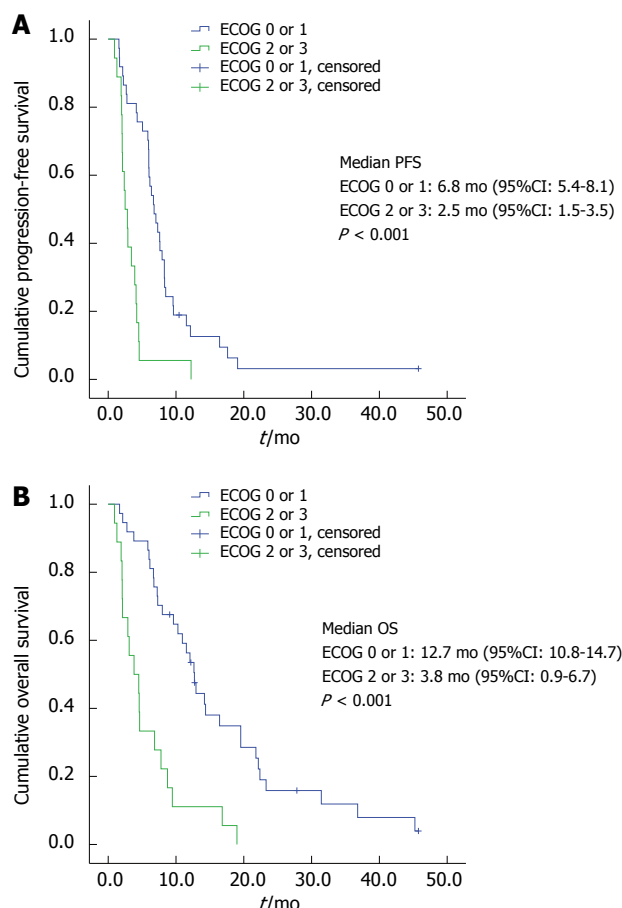 A
ECOG 0 or 1
ECOG 2 or 3
ECOG 0 or 1, censored
ECOG 2 or 3, censored
Median PFS
ECOG 0 or 1: 6.8 mo (95%CI: 5.4-8.1)
ECOG 2 or 3: 2.5 mo (95%CI: 1.5-3.5)
P < 0.001
Cumulative progression-free survival
1.0
0.8
0.6
0.4
0.2
0.0
0.0 10.0 20.0 30.0 40.0 50.0
t/mo
B
ECOG 0 or 1
ECOG 2 or 3
ECOG 0 or 1, censored
ECOG 2 or 3, censored
Median OS
ECOG 0 or 1: 12.7 mo (95%CI: 10.8-14.7)
ECOG 2 or 3: 3.8 mo (95%CI: 0.9-6.7)
P < 0.001
Cumulative overall survival
1.0
0.8
0.6
0.4
0.2
0.0
0.0 10.0 20.0 30.0 40.0 50.0
t/mo